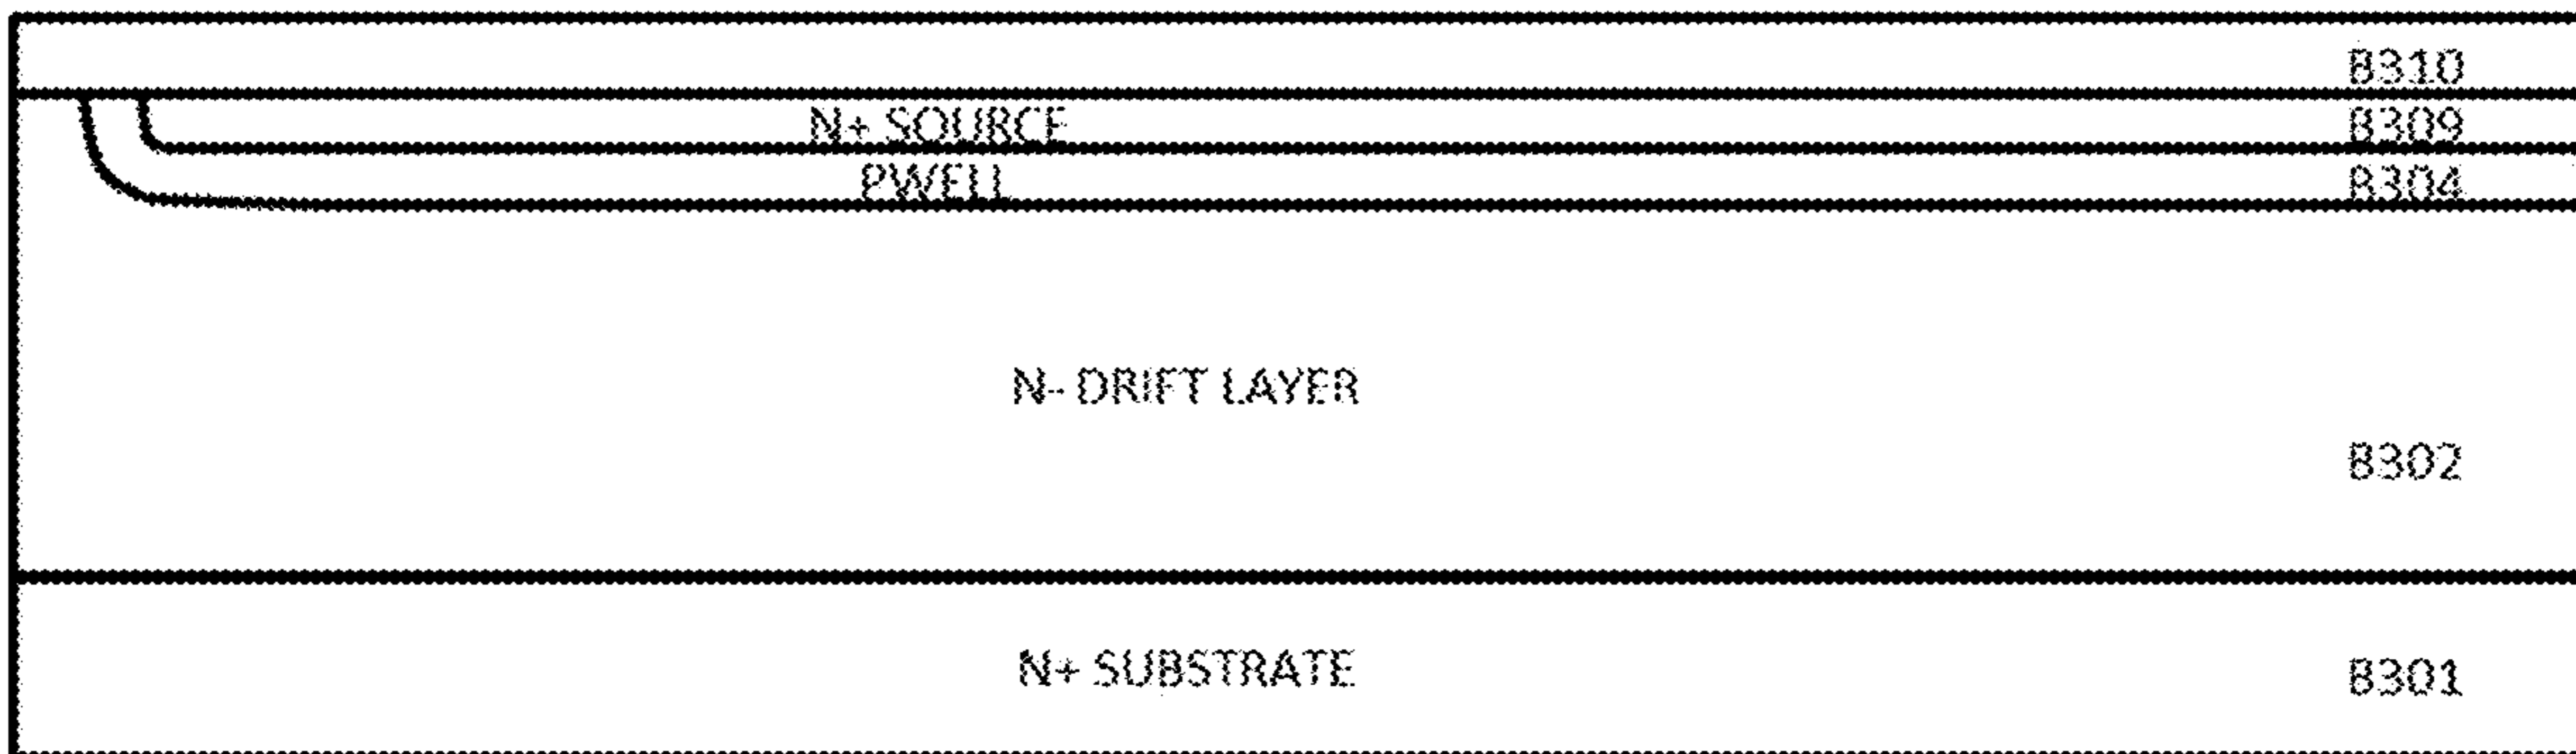 B310
N+ SOURCE B309
PWELL B304
N- DRIFT LAYER
B302
N+ SUBSTRATE B301